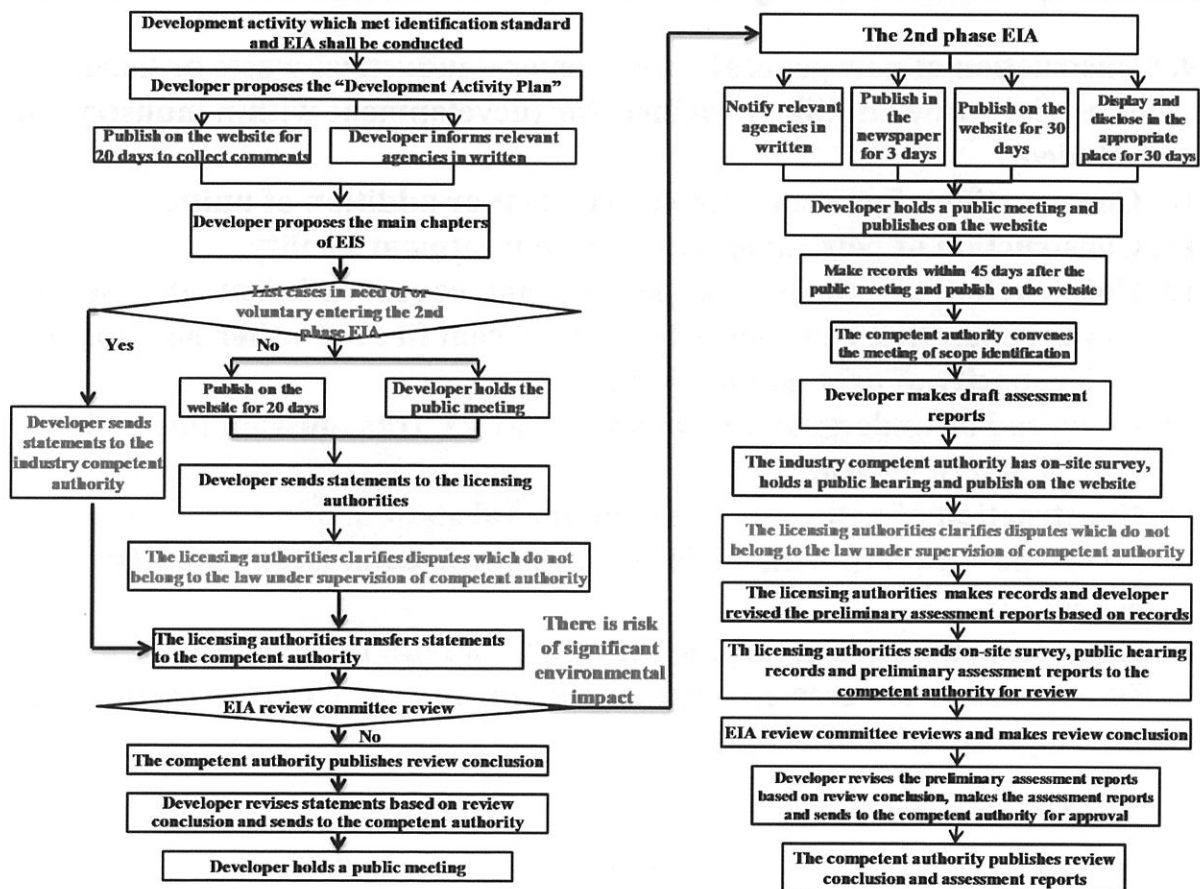 Development activity which met identification standard
and EIA shall be conducted
Developer proposes the “Development Activity Plan”
Publish on the website for
20 days to collect comments
Developer informs relevant
agencies in written
Developer proposes the main chapters
of EIS
List cases in need of or
voluntary entering the 2nd
phase EIA
Yes
No
Publish on the
website for 20 days
Developer holds the
public meeting
Developer sends
statements to the
industry competent
authority
Developer sends statements to the licensing
authorities
The licensing authorities clarifies disputes which do not
belong to the law under supervision of competent authority
The licensing authorities transfers statements
to the competent authority
There is risk
of significant
environmental
impact
EIA review committee review
No
The competent authority publishes review conclusion
Developer revises statements based on review
conclusion and sends to the competent authority
Developer holds a public meeting
The 2nd phase EIA
Notify relevant
agencies in
written
Publish in
the
newspaper
for 3 days
Publish on the
website for 30
days
Display and
disclose in the
appropriate
place for 30 days
Developer holds a public meeting and
publishes on the website
Make records within 45 days after the
public meeting and publish on the website
The competent authority convenes
the meeting of scope identification
Developer makes draft assessment
reports
The industry competent authority has on-site survey,
holds a public hearing and publish on the website
The licensing authorities clarifies disputes which do not
belong to the law under supervision of competent authority
The licensing authorities makes records and developer
revised the preliminary assessment reports based on records
Th licensing authorities sends on-site survey, public hearing
records and preliminary assessment reports to the
competent authority for review
EIA review committee reviews and makes review conclusion
Developer revises the preliminary assessment reports
based on review conclusion, makes the assessment reports
and sends to the competent authority for approval
The competent authority publishes review
conclusion and assessment reports